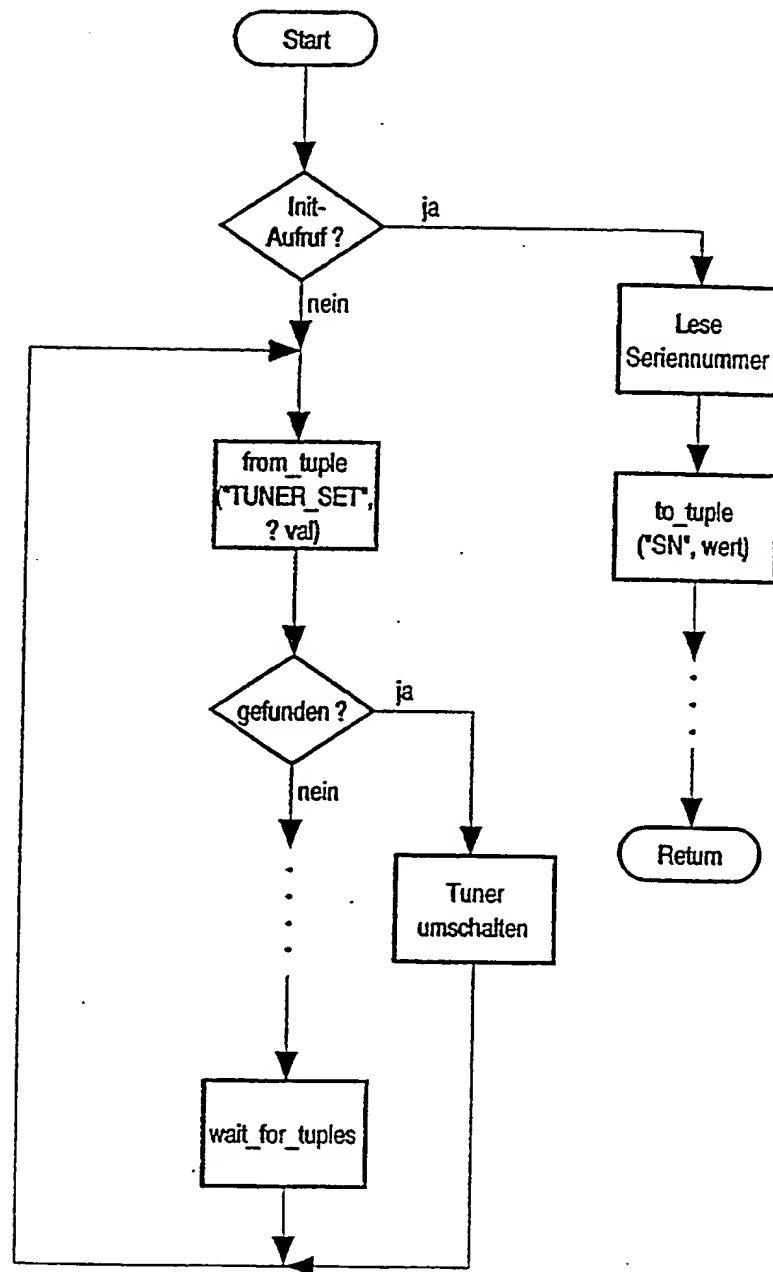 Start
Init-
Aufruf ?
ja
nein
Lese
Seriennummer
from_tuple
("TUNER_SET",
? val)
to_tuple
("SN", wert)
gefunden ?
ja
nein
Return
Tuner
umschalten
wait_for_tuples